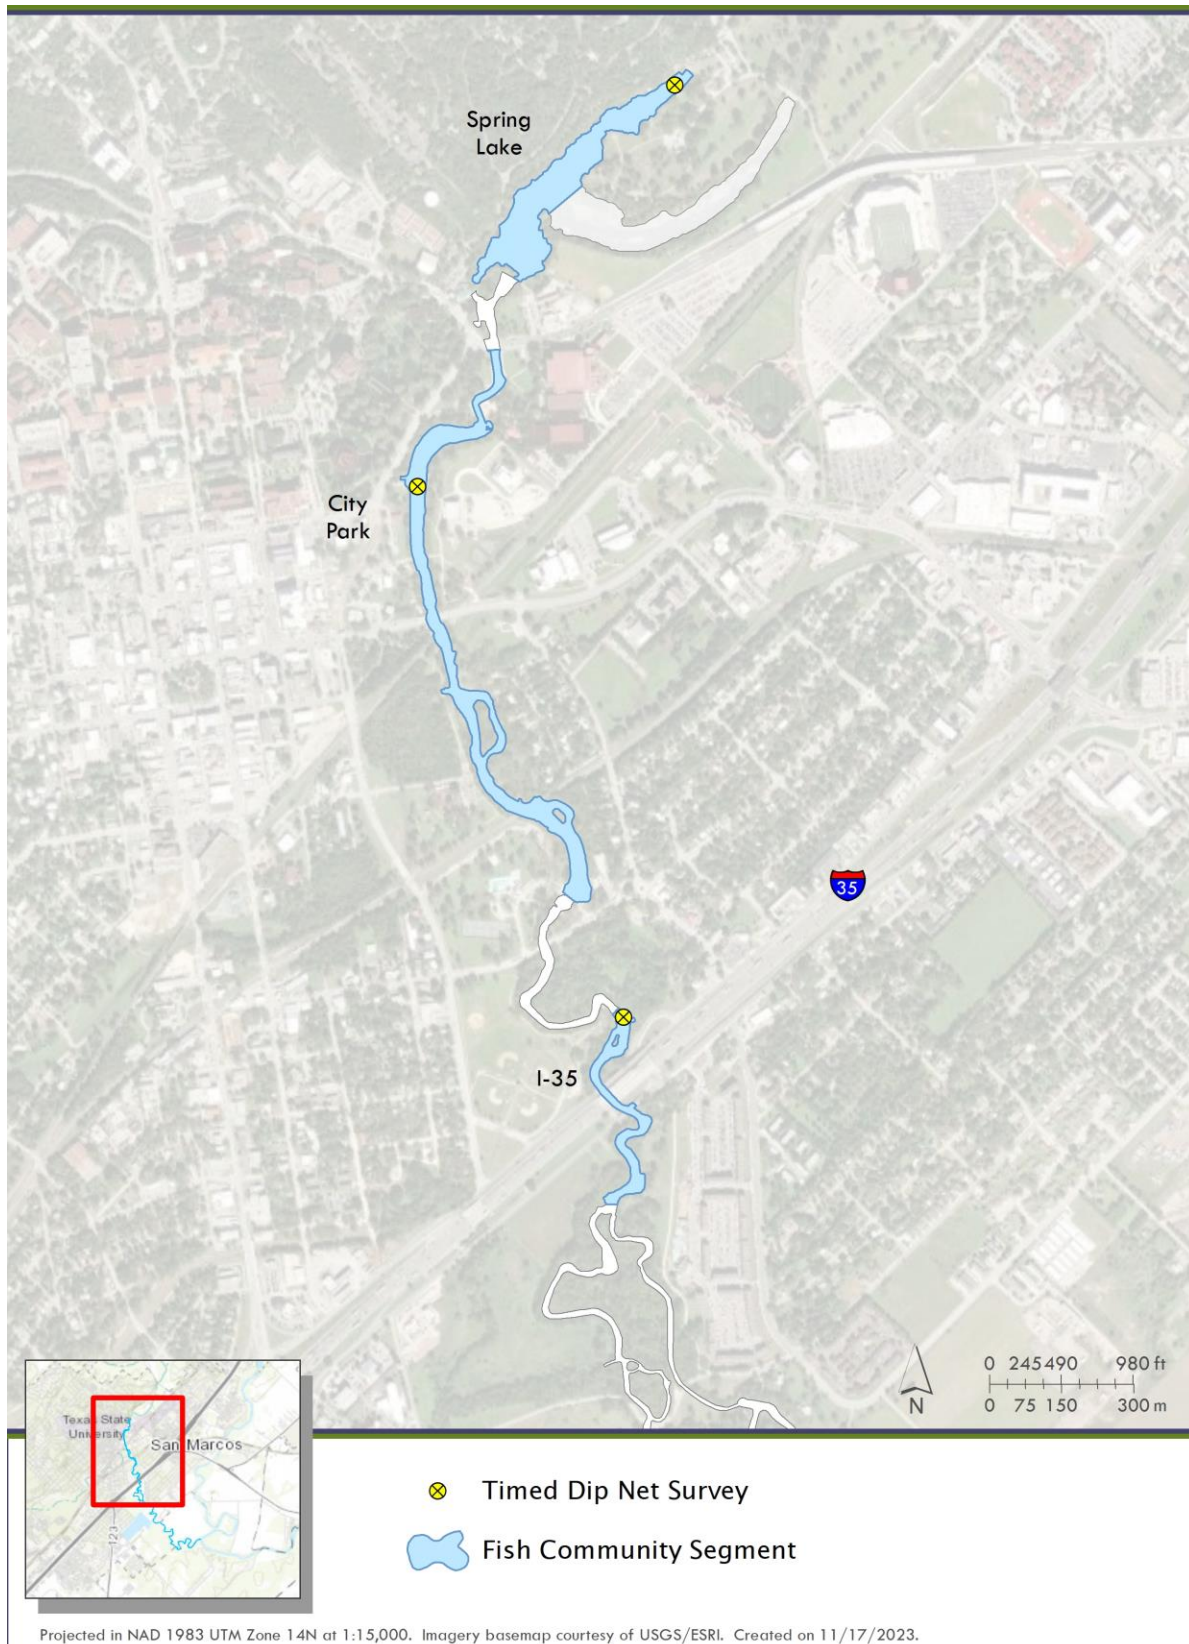 Spring
Lake
City
Park
35
I-35
N
0 245 490 980 ft
0 75 150 300 m
Texas State
University
San Marcos
123
Timed Dip Net Survey
Fish Community Segment
Projected in NAD 1983 UTM Zone 14N at 1:15,000. Imagery basemap courtesy of USGS/ESRI. Created on 11/17/2023.